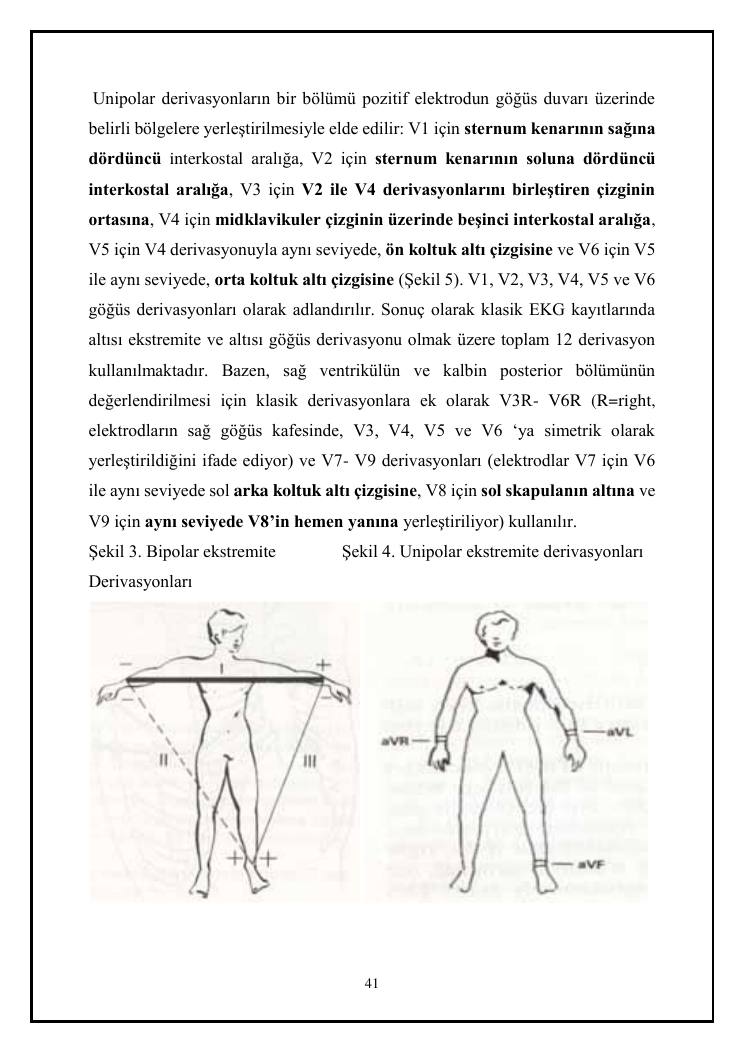 Unipolar derivasyonların bir bölümü pozitif elektrodun göğüs duvarı üzerinde
belirli bölgelere yerleştirilmesiyle elde edilir: V1 için sternum kenarının sağına
dördüncü interkostal aralığa, V2 için sternum kenarının soluna dördüncü
interkostal aralığa, V3 için V2 ile V4 derivasyonlarını birleştiren çizginin
ortasına, V4 için midklavikuler çizginin üzerinde beşinci interkostal aralığa,
V5 için V4 derivasyonuyla aynı seviyede, ön koltuk altı çizgisine ve V6 için V5
ile aynı seviyede, orta koltuk altı çizgisine (Şekil 5). V1, V2, V3, V4, V5 ve V6
göğüs derivasyonları olarak adlandırılır. Sonuç olarak klasik EKG kayıtlarında
altısı ekstremite ve altısı göğüs derivasyonu olmak üzere toplam 12 derivasyon
kullanılmaktadır. Bazen, sağ ventrikülün ve kalbin posterior bölümünün
değerlendirilmesi için klasik derivasyonlara ek olarak V3R- V6R (R=right,
elektrodların sağ göğüs kafesinde, V3, V4, V5 ve V6 ‘ya simetrik olarak
yerleştirildiğini ifade ediyor) ve V7- V9 derivasyonları (elektrodlar V7 için V6
ile aynı seviyede sol arka koltuk altı çizgisine, V8 için sol skapulanın altına ve
V9 için aynı seviyede V8’in hemen yanına yerleştiriliyor) kullanılır.
Şekil 3. Bipolar ekstremite Şekil 4. Unipolar ekstremite derivasyonları
Derivasyonları
− I +
− −
II III
+ +
aVR aVL
aVF
41